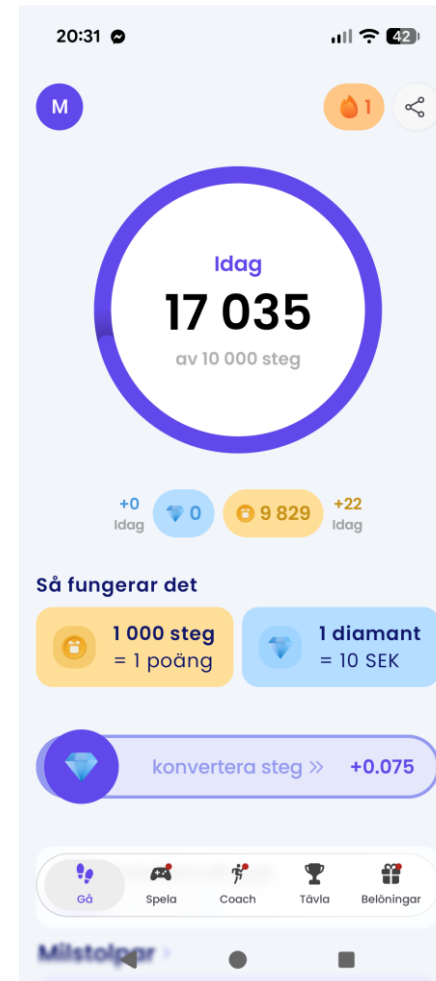 20:31
42
M
1
Idag
17 035
av 10 000 steg
+0
Idag
0
9 829
+22
Idag
Så fungerar det
1 000 steg
= 1 poäng
1 diamant
= 10 SEK
konvertera steg » +0.075
Gå
Spela
Coach
Tävla
Belöningar
Milstolpar